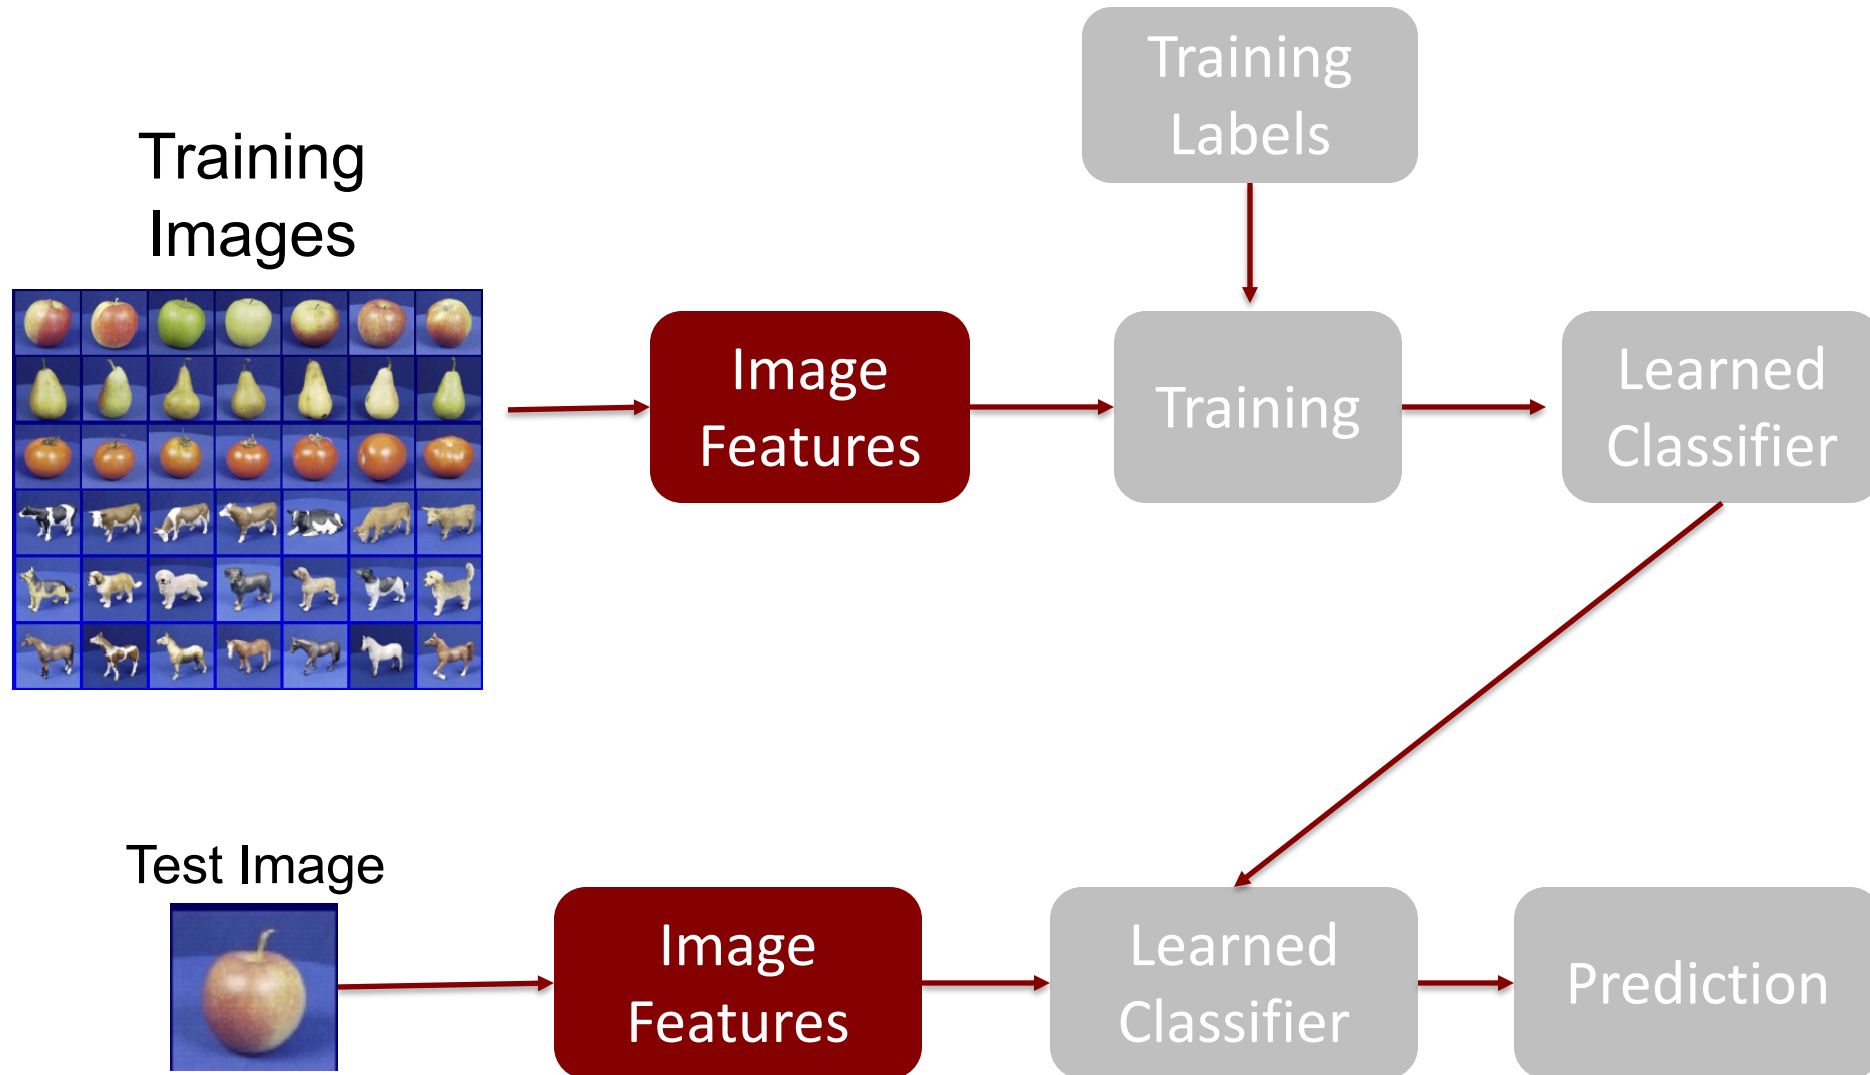 Training
Labels
Training
Images
Image
Features
Training
Learned
Classifier
Test Image
Image
Features
Learned
Classifier
Prediction